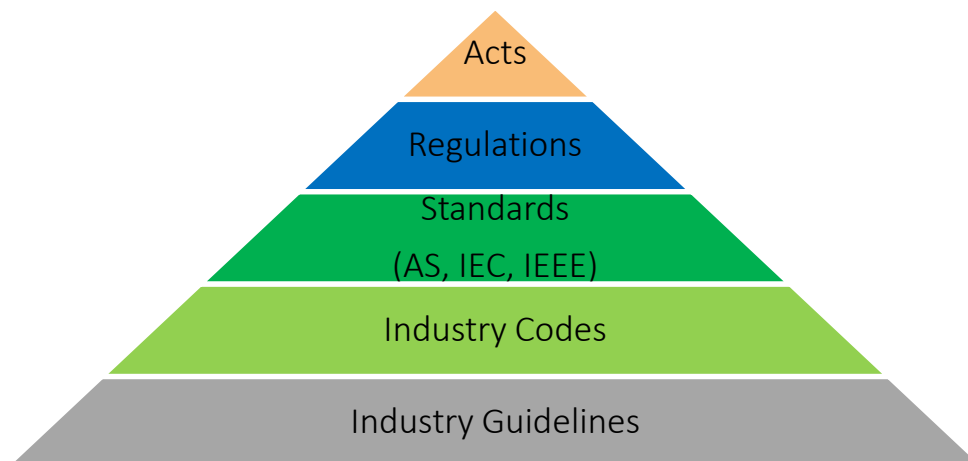 Acts
Regulations
Standards
(AS, IEC, IEEE)
Industry Codes
Industry Guidelines